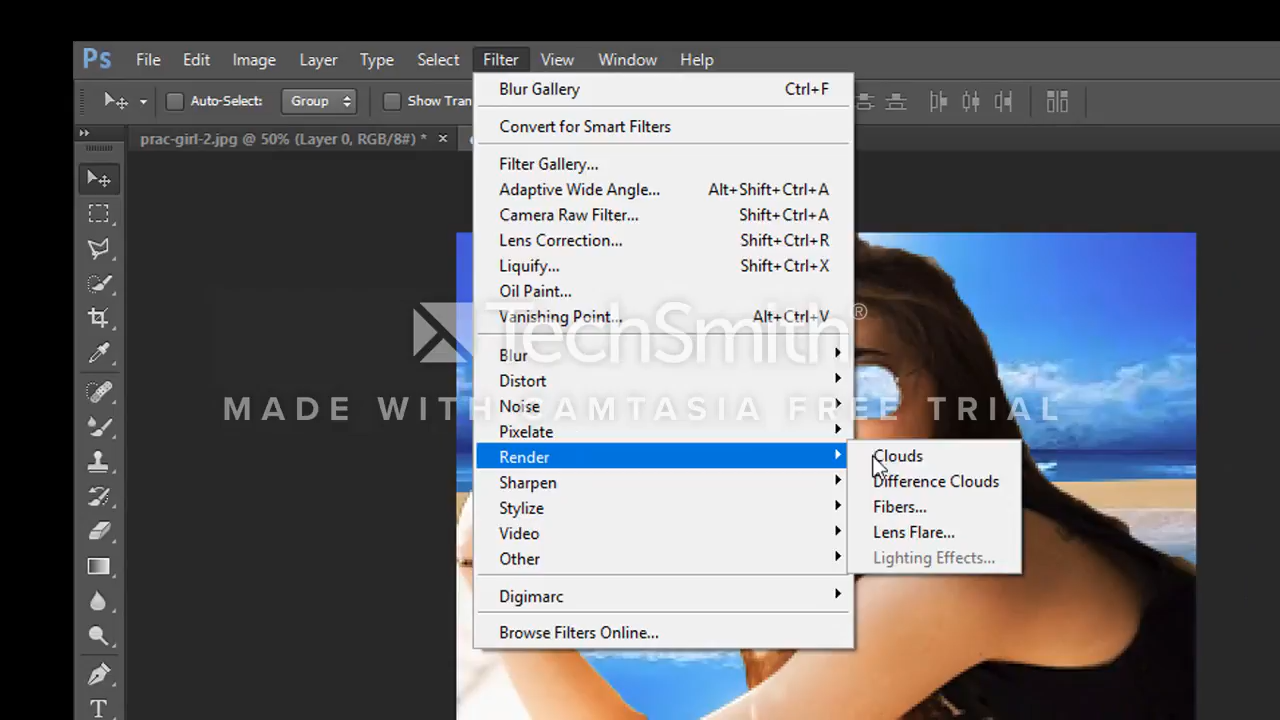 Ps File Edit Image Layer Type Select Filter View Window Help
Auto-Select: Group Show Tran
prac-girl-2.jpg @ 50% (Layer 0, RGB/8#) * ×
Blur Gallery Ctrl+F
Convert for Smart Filters
Filter Gallery...
Adaptive Wide Angle... Alt+Shift+Ctrl+A
Camera Raw Filter... Shift+Ctrl+A
Lens Correction... Shift+Ctrl+R
Liquify... Shift+Ctrl+X
Oil Paint...
Vanishing Point... Alt+Ctrl+V
TechSmith®
Blur
Distort
Noise
MADE WITH CAMTASIA FREE TRIAL
Pixelate
Render
Sharpen
Stylize
Video
Other
Digimarc
Browse Filters Online...
Clouds
Difference Clouds
Fibers...
Lens Flare...
Lighting Effects...
T